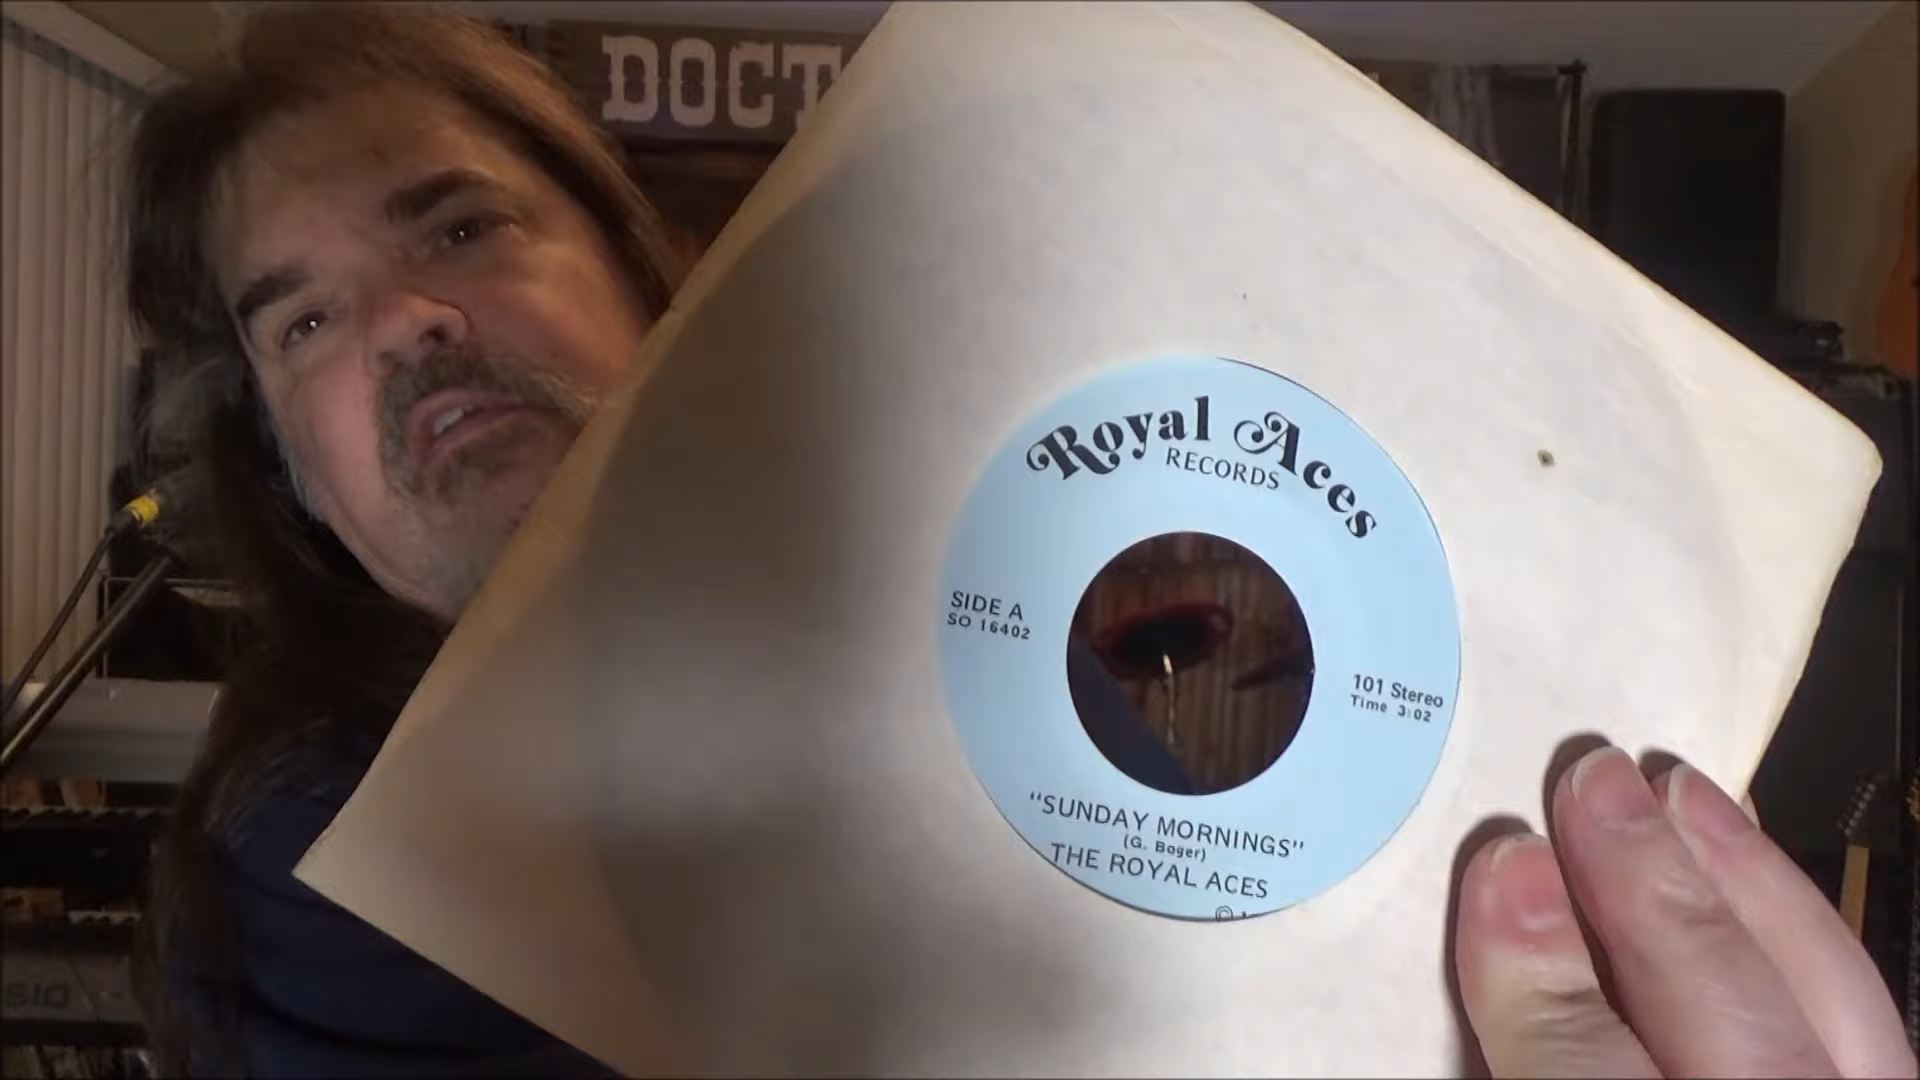 DOCT
Royal Aces
RECORDS
SIDE A
SO 16402
101 Stereo
Time 3:02
"SUNDAY MORNINGS"
(G. Boger)
THE ROYAL ACES
©